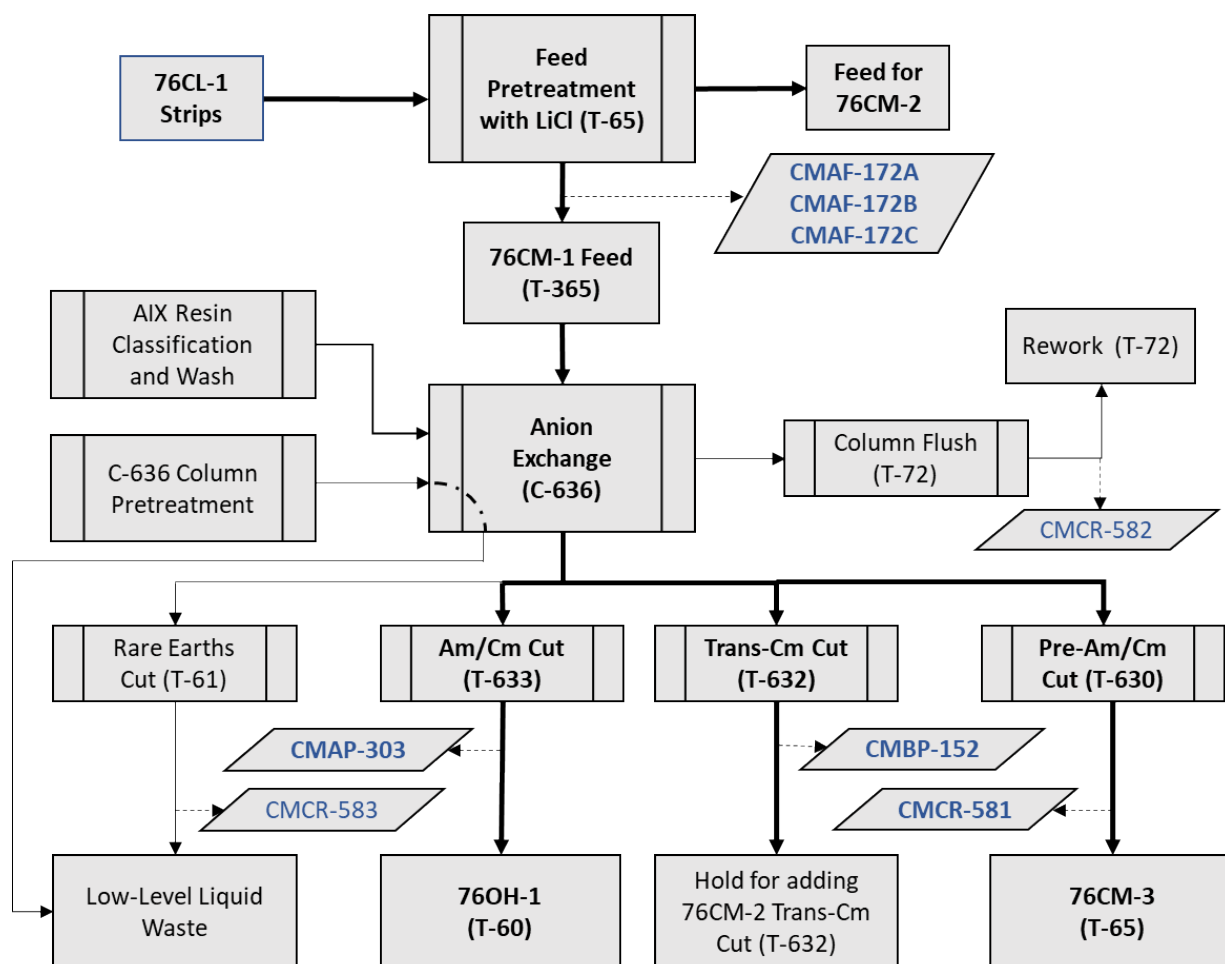 76CL-1
Strips
Feed
Pretreatment
with LiCl (T-65)
Feed for
76CM-2
CMAF-172A
CMAF-172B
CMAF-172C
76CM-1 Feed
(T-365)
AIX Resin
Classification
and Wash
Rework (T-72)
Anion
Exchange
(C-636)
Column Flush
(T-72)
C-636 Column
Pretreatment
CMCR-582
Rare Earths
Cut (T-61)
Am/Cm Cut
(T-633)
Trans-Cm Cut
(T-632)
Pre-Am/Cm
Cut (T-630)
CMAP-303
CMBP-152
CMCR-583
CMCR-581
Low-Level Liquid
Waste
76OH-1
(T-60)
Hold for adding
76CM-2 Trans-Cm
Cut (T-632)
76CM-3
(T-65)